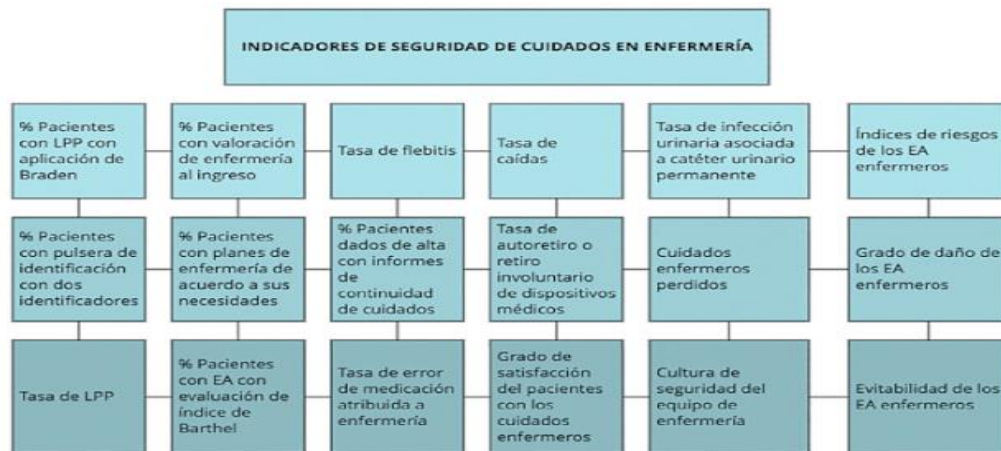 INDICADORES DE SEGURIDAD DE CUIDADOS EN ENFERMERÍA
% Pacientes
con LPP con
aplicación de
Braden
% Pacientes
con valoración
de enfermería
al ingreso
Tasa de flebitis
Tasa de
caídas
Tasa de infección
urinaria asociada
a catéter urinario
permanente
Índices de riesgos
de los EA
enfermeros
% Pacientes
con pulsera de
identificación
con dos
identificadores
% Pacientes
con planes de
enfermería de
acuerdo a sus
necesidades
% Pacientes
dados de alta
con informes
de
continuidad
de cuidados
Tasa de
autoretiro o
retiro
involuntario
de dispositivos
médicos
Cuidados
enfermeros
perdidos
Grado de daño de
los EA
enfermeros
Tasa de LPP
% Pacientes
con EA con
evaluación de
índice de
Barthel
Tasa de error
de medicación
atribuida a
enfermería
Grado de
satisfacción
del pacientes
con los
cuidados
enfermeros
Cultura de
seguridad del
equipo de
enfermería
Evitabilidad de los
EA enfermeros